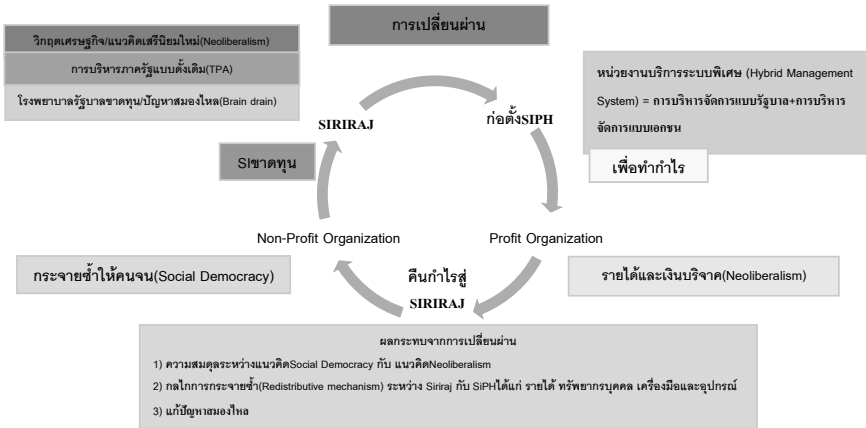 การเปลี่ยนผ่าน
วิกฤตเศรษฐกิจ/แนวคิดเสรีนิยมใหม่(Neoliberalism)
การบริหารภาครัฐแบบดั้งเดิม(TPA)
โรงพยาบาลรัฐบาลขาดทุน/ปัญหาสมองไหล(Brain drain)
หน่วยงานบริการระบบพิเศษ (Hybrid Management
System) = การบริหารจัดการแบบรัฐบาล+การบริหาร
จัดการแบบเอกชน
SIRIRAJ
ก่อตั้งSIPH
SIขาดทุน
เพื่อทำกำไร
Non-Profit Organization
Profit Organization
กระจายซ้ำให้คนจน(Social Democracy)
คืนกำไรสู่
SIRIRAJ
รายได้และเงินบริจาค(Neoliberalism)
ผลกระทบจากการเปลี่ยนผ่าน
1) ความสมดุลระหว่างแนวคิดSocial Democracy กับ แนวคิดNeoliberalism
2) กลไกการกระจายซ้ำ(Redistributive mechanism) ระหว่าง Siriraj กับ SiPHได้แก่ รายได้ ทรัพยากรบุคคล เครื่องมือและอุปกรณ์
3) แก้ปัญหาสมองไหล